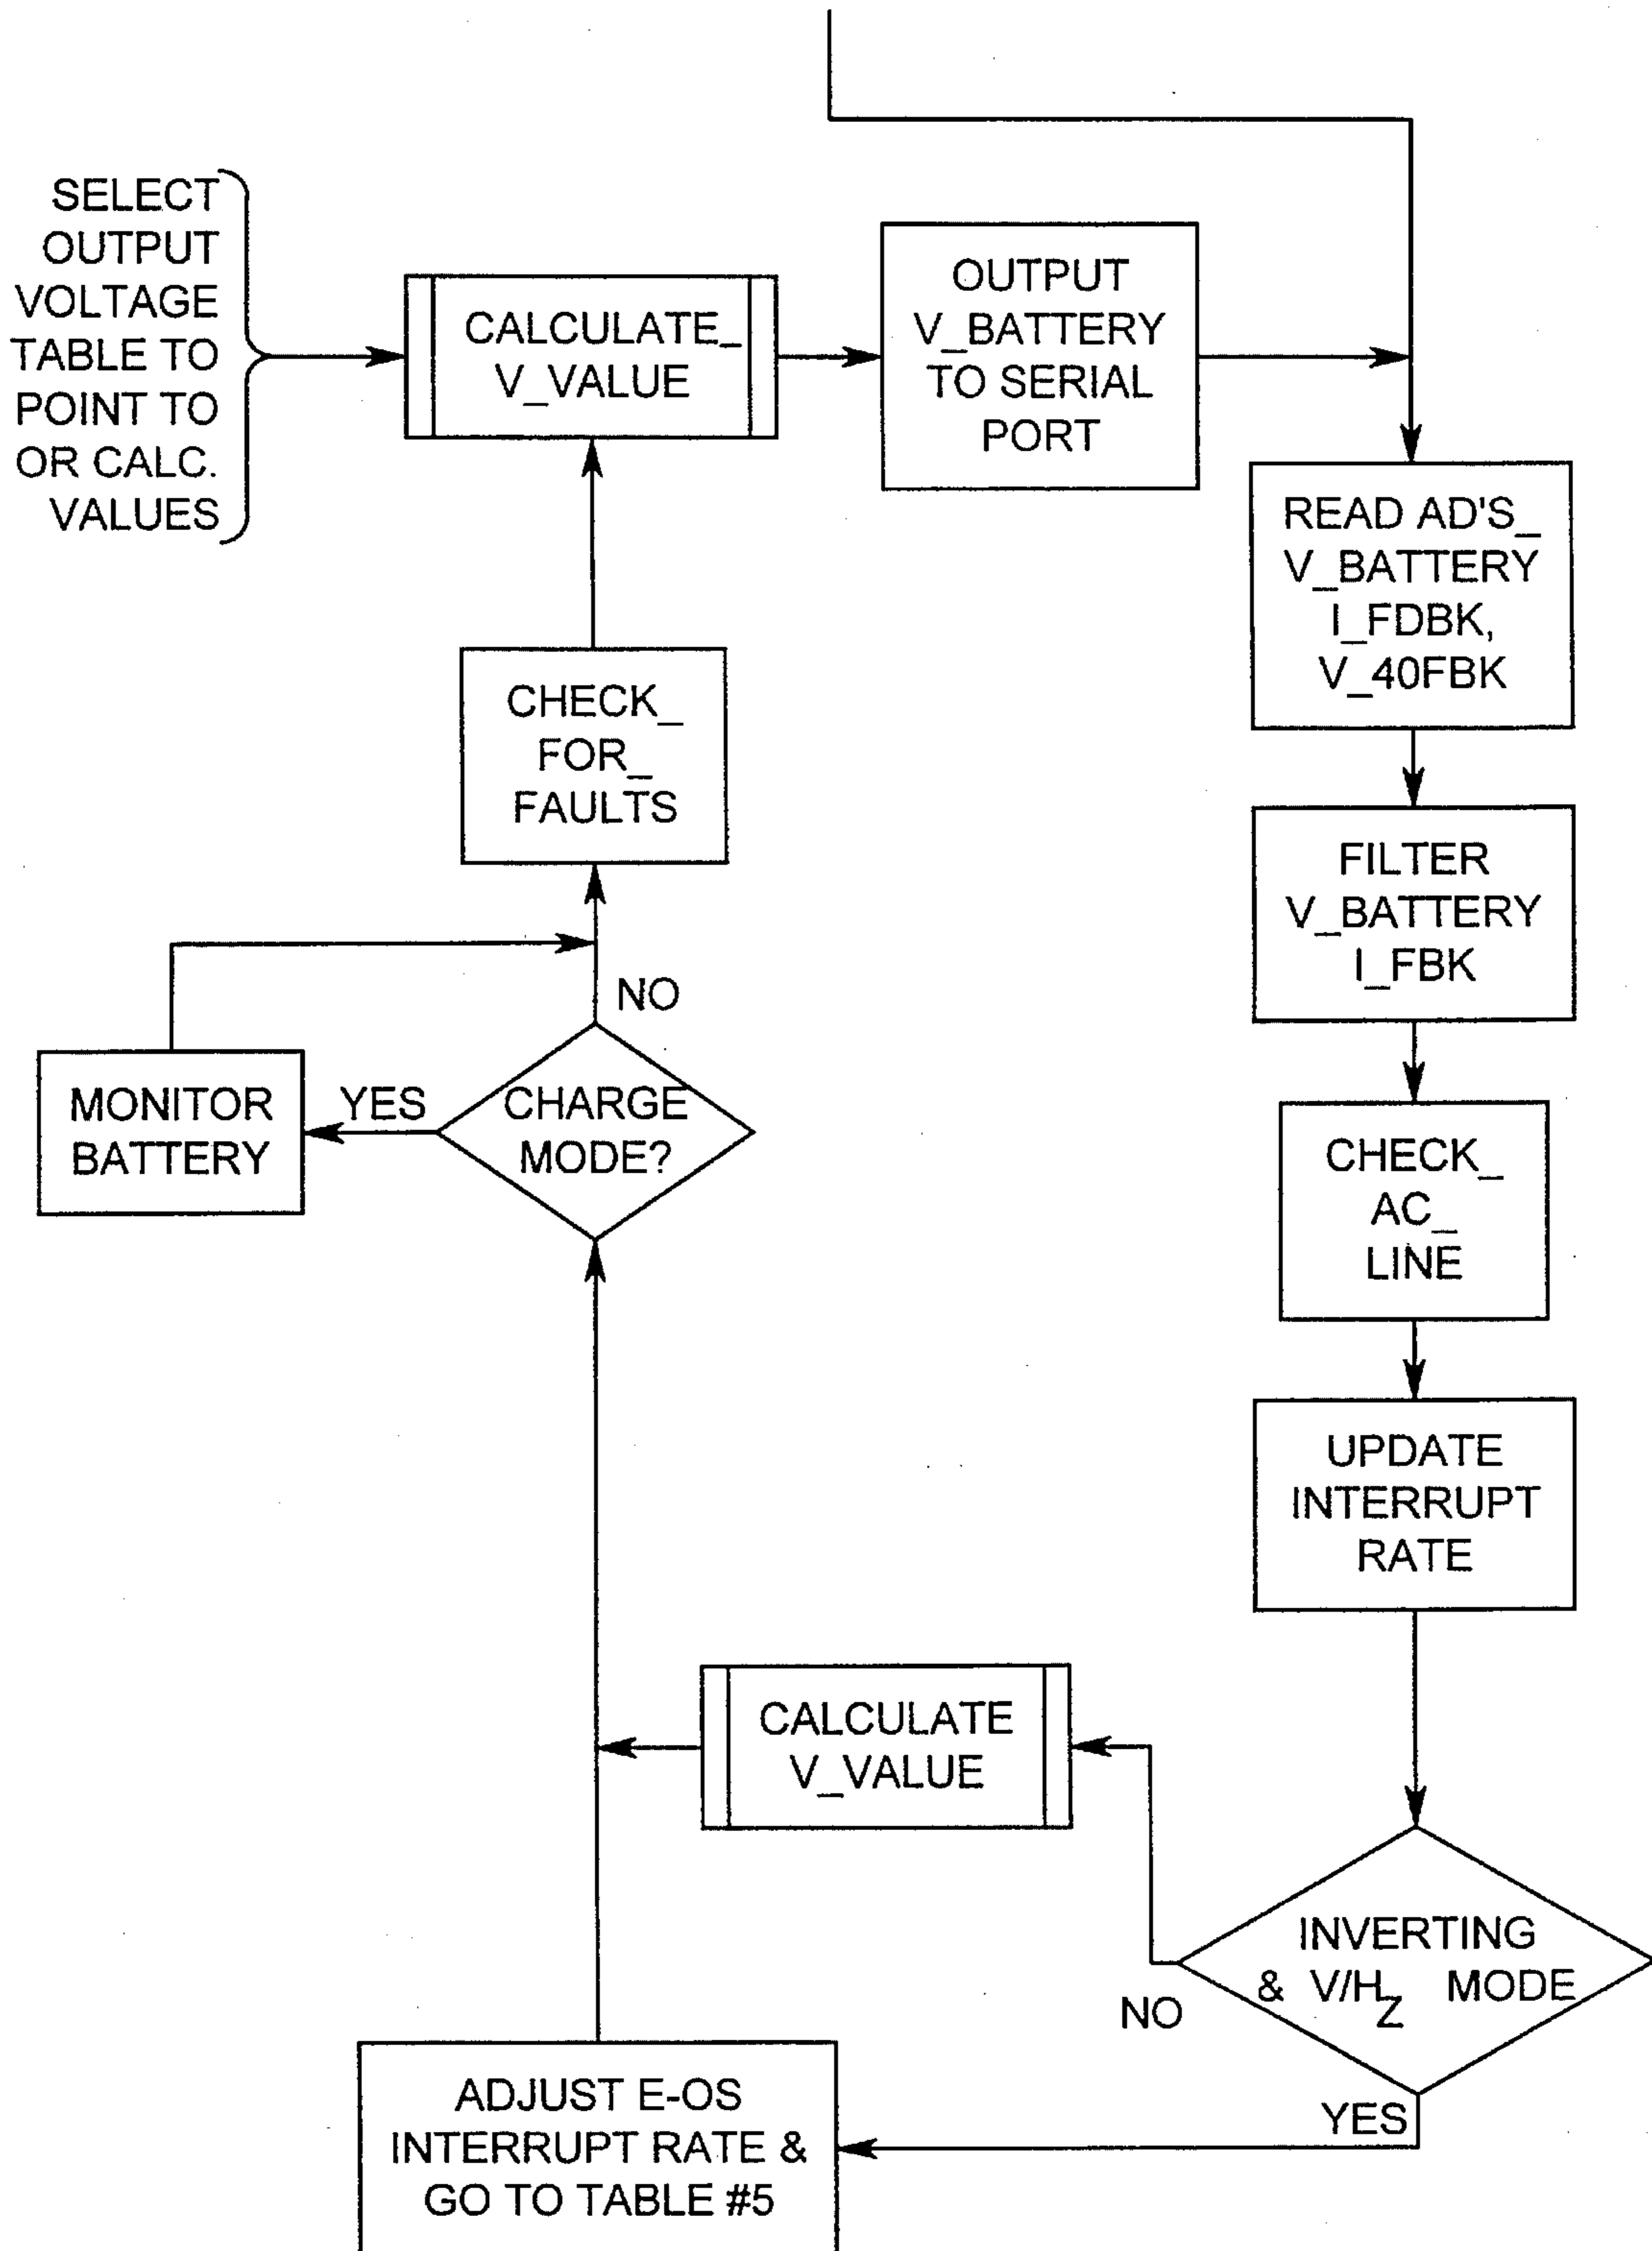 SELECT
OUTPUT
VOLTAGE
TABLE TO
POINT TO
OR CALC.
VALUES
CALCULATE_
V_VALUE
OUTPUT
V_BATTERY
TO SERIAL
PORT
READ AD'S_
V_BATTERY
I_FDBK,
V_40FBK
CHECK_
FOR_
FAULTS
FILTER
V_BATTERY
I_FBK
NO
MONITOR
BATTERY
YES
CHARGE
MODE?
CHECK_
AC_
LINE
UPDATE
INTERRUPT
RATE
CALCULATE
V_VALUE
INVERTING
& V/HZ MODE
NO
YES
ADJUST E-OS
INTERRUPT RATE &
GO TO TABLE #5